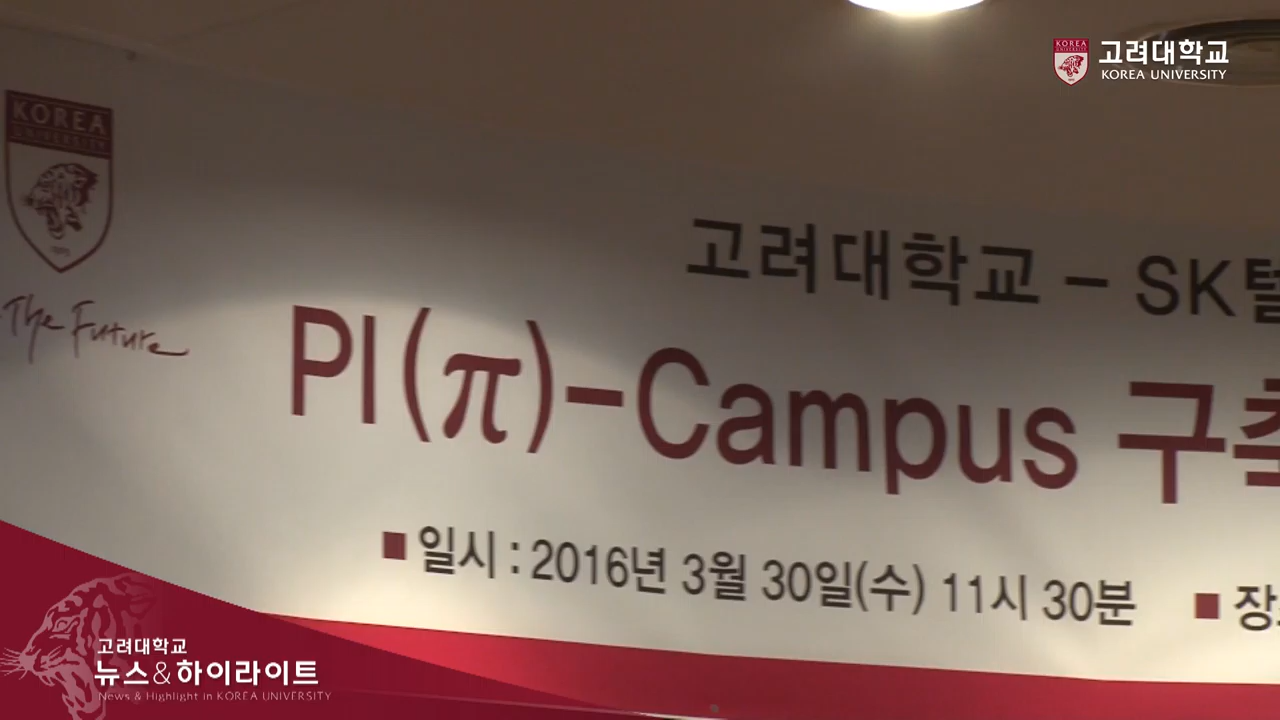 고려대학교
KOREA UNIVERSITY
KOREA
UNIVERSITY
The Future
고려대학교 - SK텔
PI(π)-Campus 구축
■ 일시 : 2016년 3월 30일(수) 11시 30분 ■ 장
고려대학교
뉴스&하이라이트
News & Highlight in KOREA UNIVERSITY